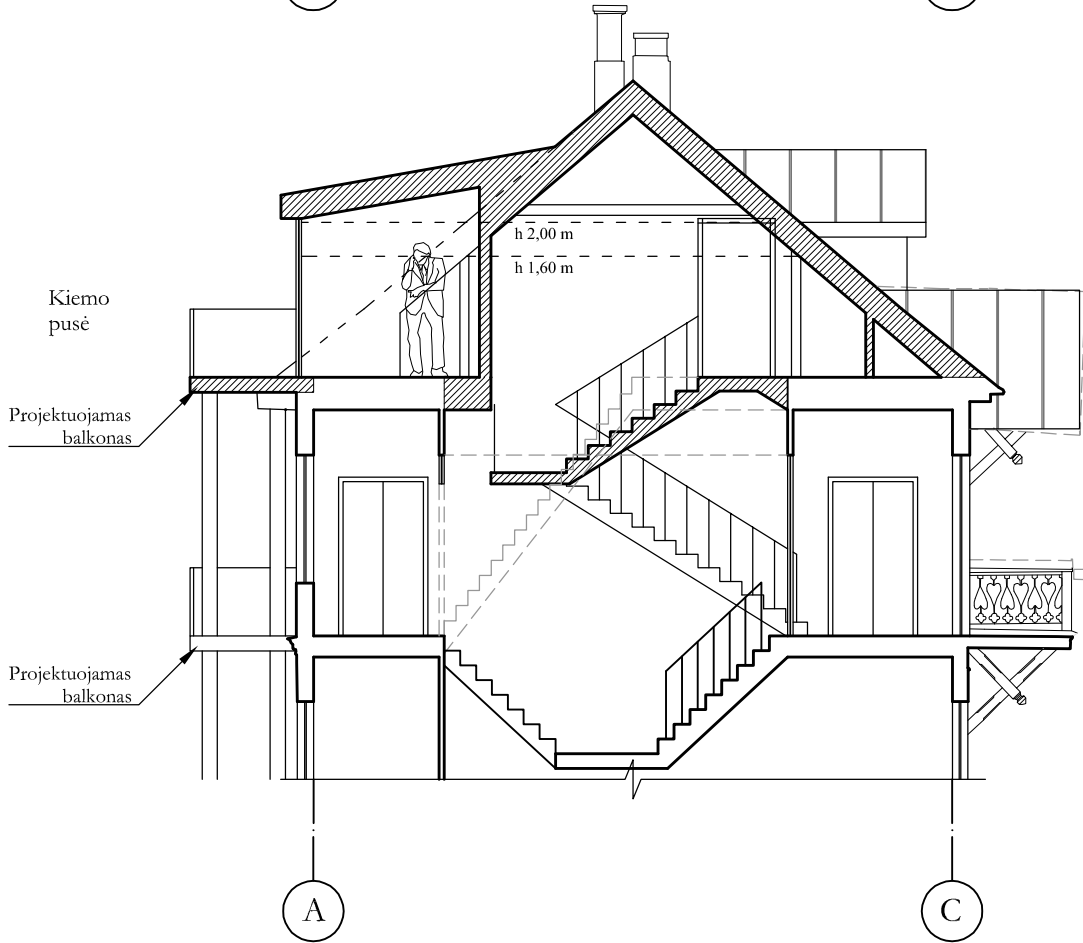 h 2,00 m
h 1,60 m
Kiemo
pusė
Projektuojamas
balkonas
Projektuojamas
balkonas
A
C